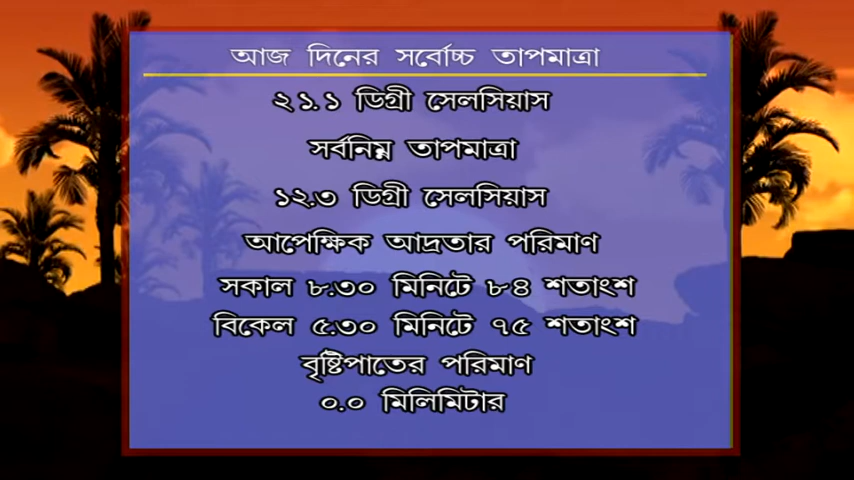 আজ দিনের সর্বোচ্চ তাপমাত্রা
২১.১ ডিগ্রী সেলসিয়াস
সর্বনিম্ন তাপমাত্রা
১২.৩ ডিগ্রী সেলসিয়াস
আপেক্ষিক আদ্রতার পরিমাণ
সকাল ৮.৩০ মিনিটে ৮৪ শতাংশ
বিকেল ৫.৩০ মিনিটে ৭৫ শতাংশ
বৃষ্টিপাতের পরিমাণ
০.০ মিলিমিটার